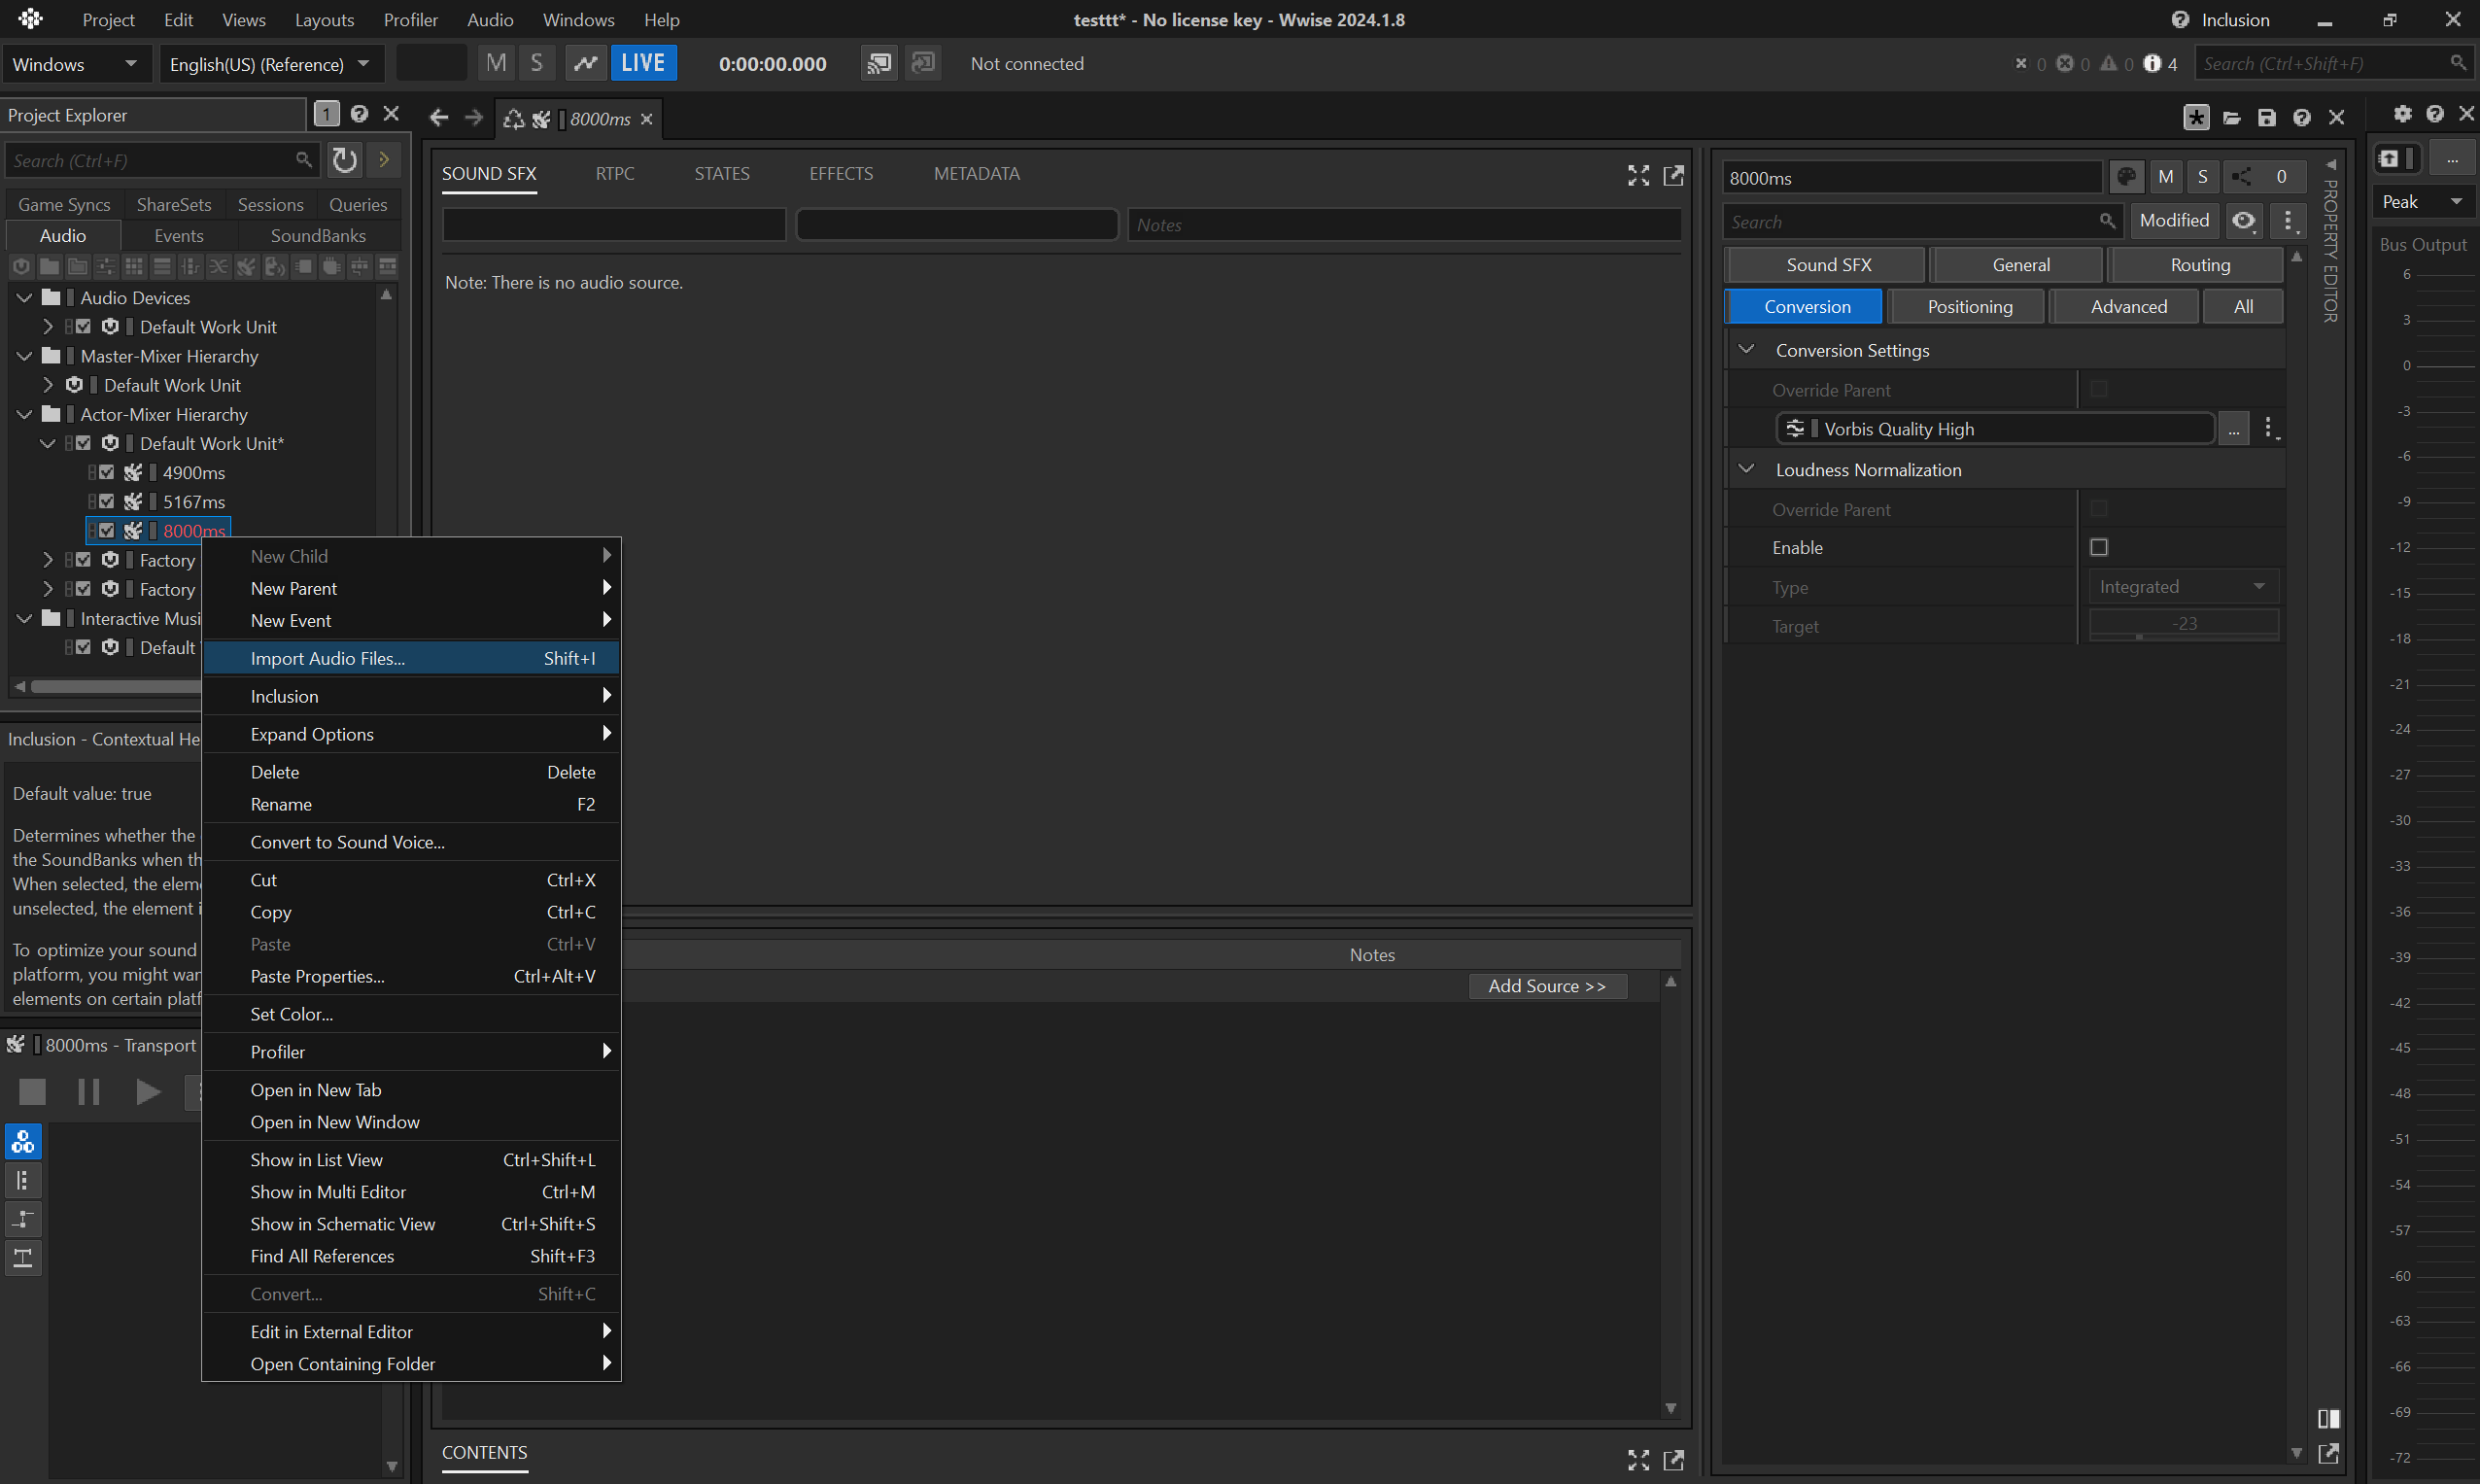 Project Edit Views Layouts Profiler Audio Windows Help
testtt* - No license key - Wwise 2024.1.8
Inclusion
Windows English(US) (Reference) M S LIVE 0:00:00.000 Not connected 0 0 0 4 Search (Ctrl+Shift+F)
Project Explorer 1
8000ms
Search (Ctrl+F)
Game Syncs ShareSets Sessions Queries
Audio Events SoundBanks
Audio Devices
Default Work Unit
Master-Mixer Hierarchy
Default Work Unit
Actor-Mixer Hierarchy
Default Work Unit*
4900ms
5167ms
8000ms
Factory
Factory
Interactive Musi
Default
Inclusion - Contextual He
Default value: true
Determines whether the
the SoundBanks when th
When selected, the elem
unselected, the element i
To optimize your sound
platform, you might wan
elements on certain platf
8000ms - Transport
New Child
New Parent
New Event
Import Audio Files... Shift+I
Inclusion
Expand Options
Delete Delete
Rename F2
Convert to Sound Voice...
Cut Ctrl+X
Copy Ctrl+C
Paste Ctrl+V
Paste Properties... Ctrl+Alt+V
Set Color...
Profiler
Open in New Tab
Open in New Window
Show in List View Ctrl+Shift+L
Show in Multi Editor Ctrl+M
Show in Schematic View Ctrl+Shift+S
Find All References Shift+F3
Convert... Shift+C
Edit in External Editor
Open Containing Folder
SOUND SFX RTPC STATES EFFECTS METADATA
Notes
Note: There is no audio source.
Notes
Add Source >>
CONTENTS
8000ms M S 0
Search Modified
Sound SFX General Routing
Conversion Positioning Advanced All
Conversion Settings
Override Parent
Vorbis Quality High ...
Loudness Normalization
Override Parent
Enable
Type Integrated
Target -23
PROPERTY EDITOR
...
Peak
Bus Output
6
3
0
-3
-6
-9
-12
-15
-18
-21
-24
-27
-30
-33
-36
-39
-42
-45
-48
-51
-54
-57
-60
-63
-66
-69
-72